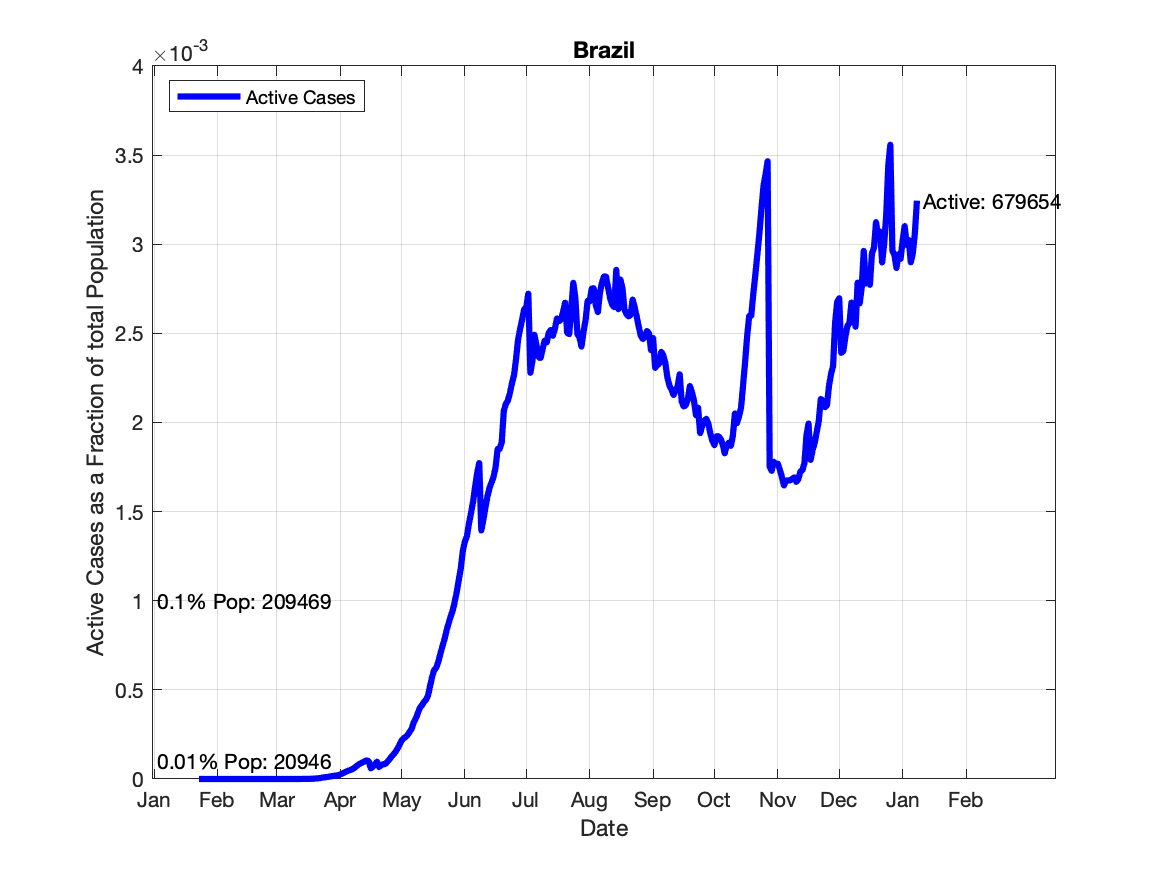 Brazil
×10-3
4
3.5
3
2.5
2
1.5
1
0.5
0
Active Cases
Active: 679654
0.1% Pop: 209469
0.01% Pop: 20946
Active Cases as a Fraction of total Population
Jan Feb Mar Apr May Jun Jul Aug Sep Oct Nov Dec Jan Feb
Date